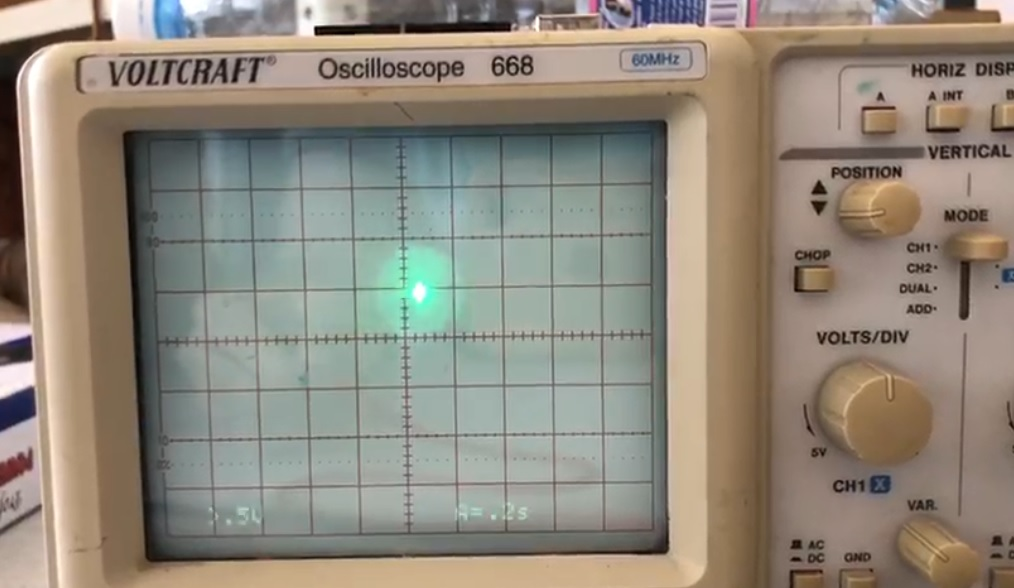 VOLTCRAFT® Oscilloscope 668 60MHz
HORIZ DISP
A
A INT
B
VERTICAL
POSITION
MODE
CHOP
CH1
CH2
DUAL
ADD
VOLTS/DIV
5V
CH1 X
VAR.
AC
DC
GND
A=.2s